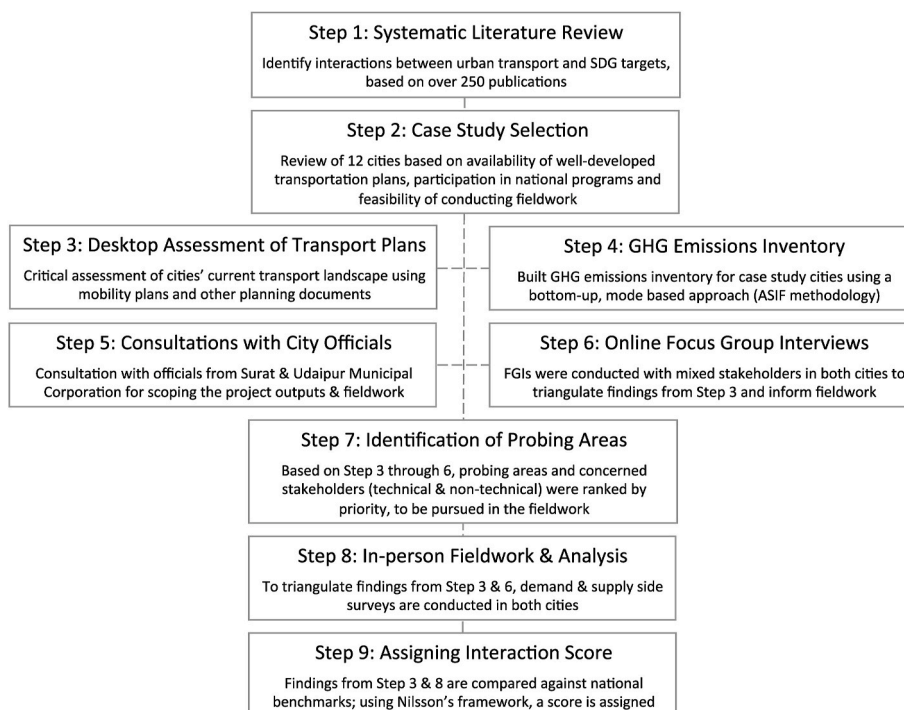 Step 1: Systematic Literature Review
Identify interactions between urban transport and SDG targets,
based on over 250 publications
Step 2: Case Study Selection
Review of 12 cities based on availability of well-developed
transportation plans, participation in national programs and
feasibility of conducting fieldwork
Step 3: Desktop Assessment of Transport Plans
Critical assessment of cities' current transport landscape using
mobility plans and other planning documents
Step 4: GHG Emissions Inventory
Built GHG emissions inventory for case study cities using a
bottom-up, mode based approach (ASIF methodology)
Step 5: Consultations with City Officials
Consultation with officials from Surat & Udaipur Municipal
Corporation for scoping the project outputs & fieldwork
Step 6: Online Focus Group Interviews
FGIs were conducted with mixed stakeholders in both cities to
triangulate findings from Step 3 and inform fieldwork
Step 7: Identification of Probing Areas
Based on Step 3 through 6, probing areas and concerned
stakeholders (technical & non-technical) were ranked by
priority, to be pursued in the fieldwork
Step 8: In-person Fieldwork & Analysis
To triangulate findings from Step 3 & 6, demand & supply side
surveys are conducted in both cities
Step 9: Assigning Interaction Score
Findings from Step 3 & 8 are compared against national
benchmarks; using Nilsson's framework, a score is assigned